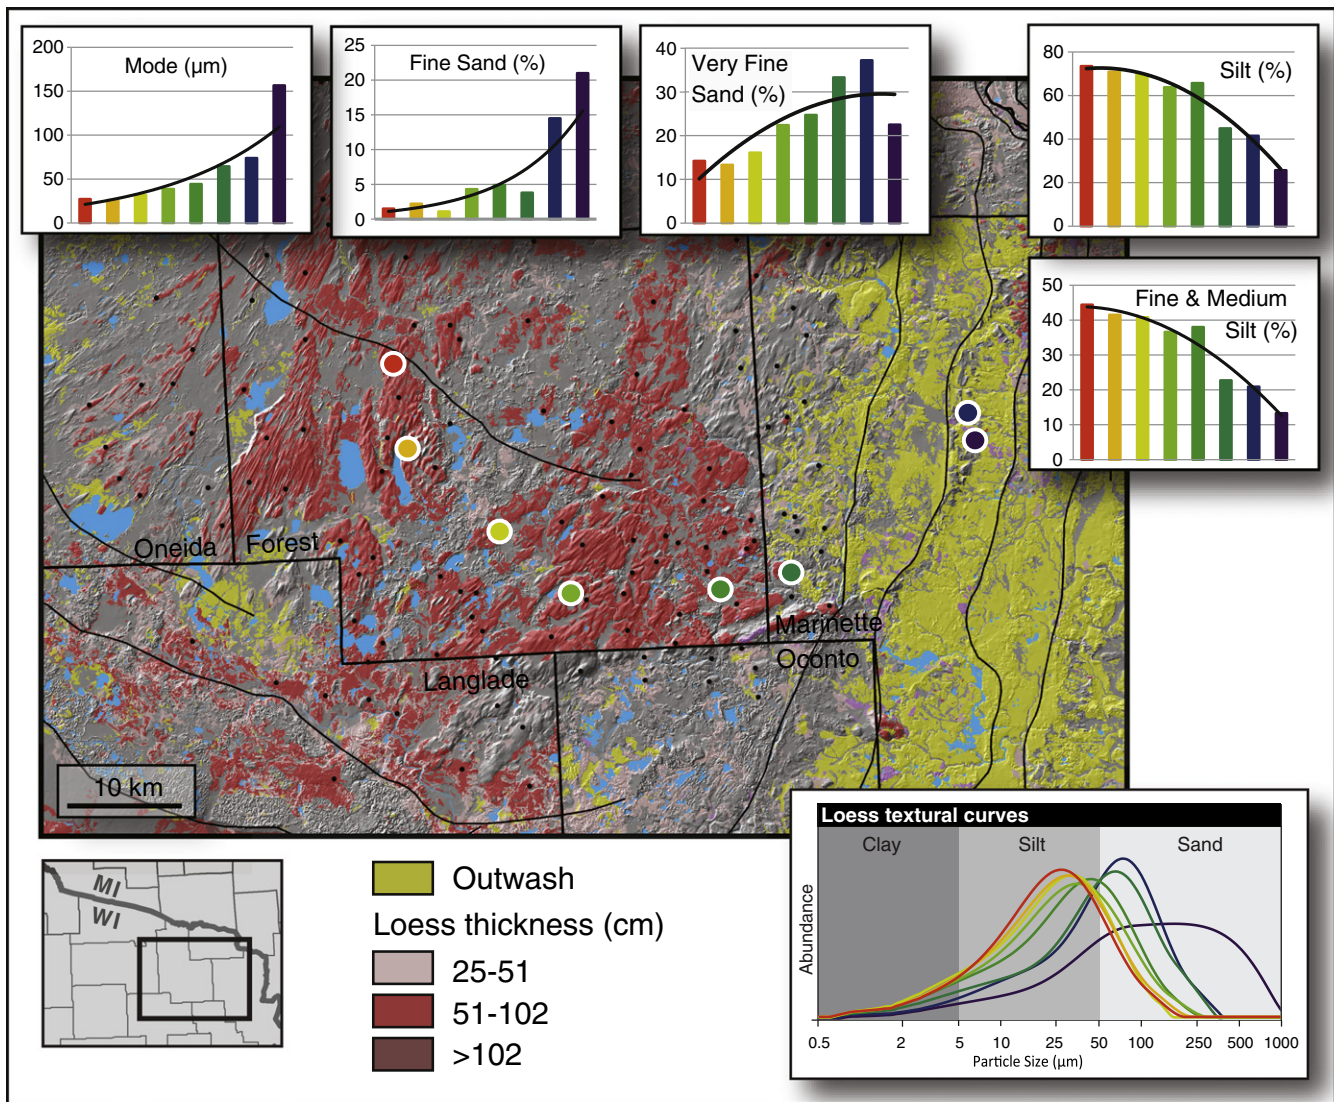 Mode (µm)
200
150
100
50
0
Fine Sand (%)
25
20
15
10
5
0
Very Fine
Sand (%)
40
30
20
10
0
Silt (%)
80
60
40
20
0
Fine & Medium
Silt (%)
50
40
30
20
10
0
Oneida
Forest
Marinette
Oconto
Langlade
10 km
MI
WI
Outwash
Loess thickness (cm)
25-51
51-102
>102
Loess textural curves
Clay
Silt
Sand
Abundance
0.5 2 5 10 25 50 100 250 500 1000
Particle Size (µm)